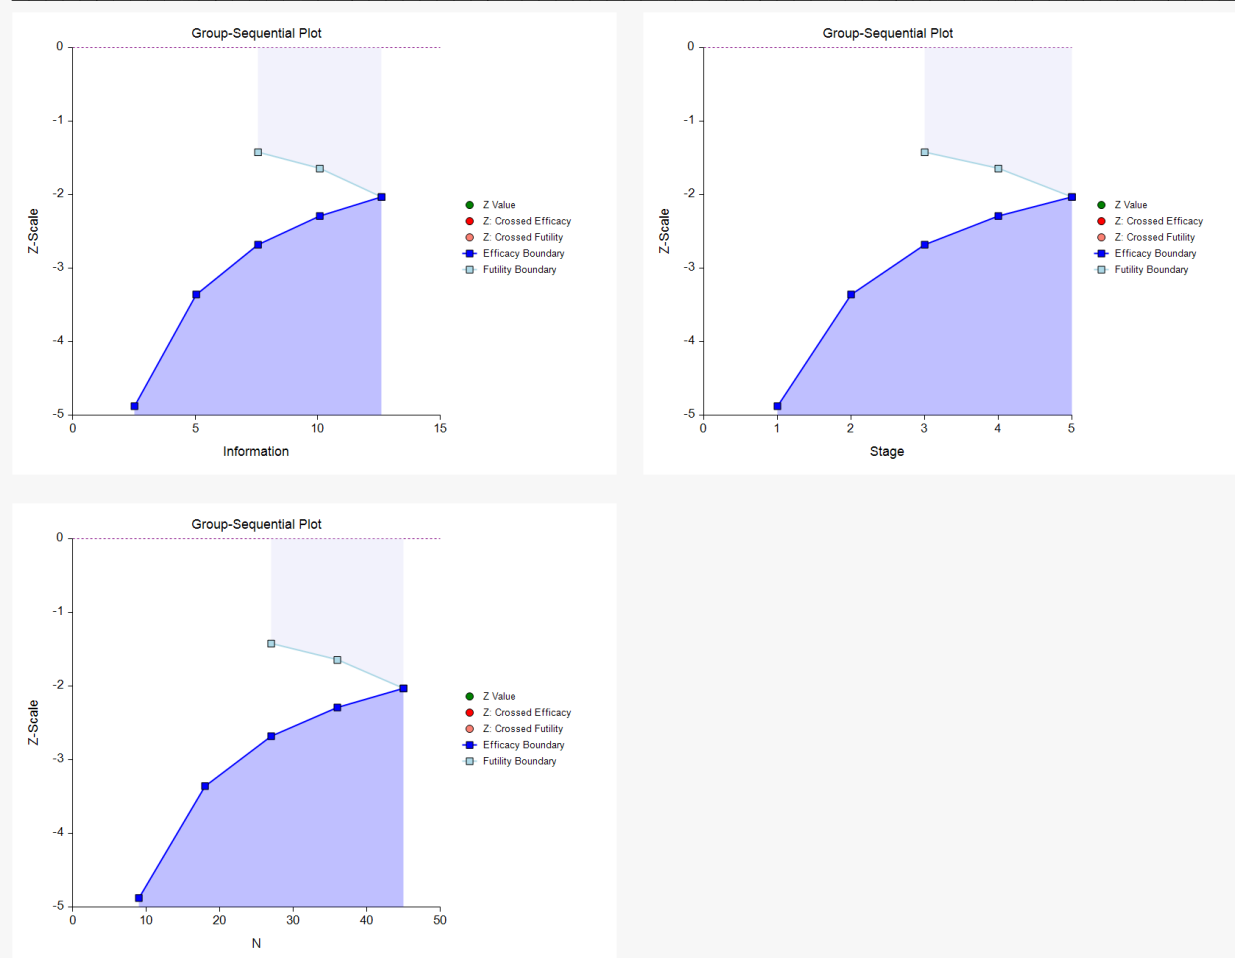 Group-Sequential Plot
0
-1
-2
-3
-4
-5
Z-Scale
0 5 10 15
Information
Z Value
Z: Crossed Efficacy
Z: Crossed Futility
Efficacy Boundary
Futility Boundary
Group-Sequential Plot
0
-1
-2
-3
-4
-5
Z-Scale
0 1 2 3 4 5
Stage
Z Value
Z: Crossed Efficacy
Z: Crossed Futility
Efficacy Boundary
Futility Boundary
Group-Sequential Plot
0
-1
-2
-3
-4
-5
Z-Scale
0 10 20 30 40 50
N
Z Value
Z: Crossed Efficacy
Z: Crossed Futility
Efficacy Boundary
Futility Boundary